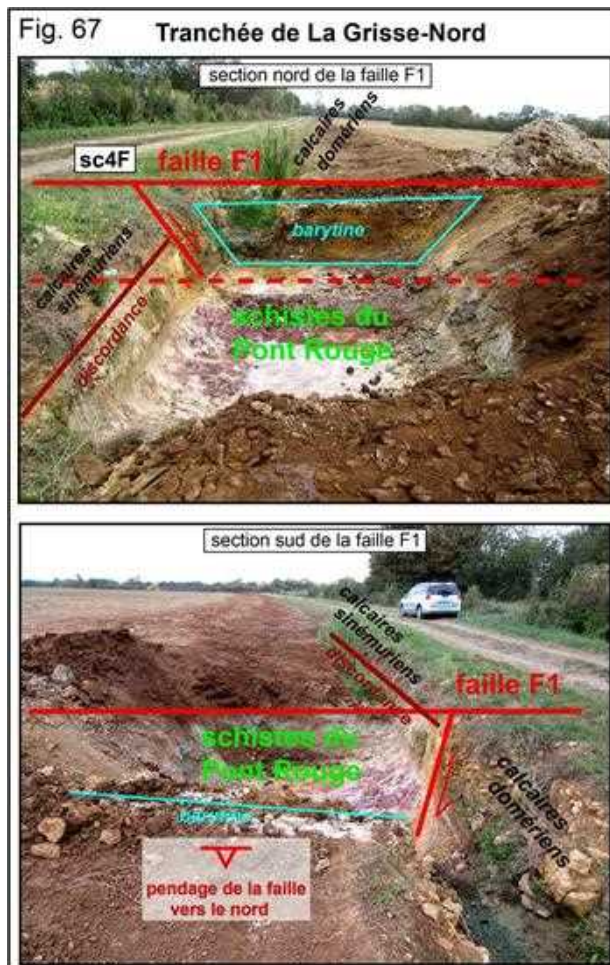 Fig. 67
Tranchée de La Grisse-Nord
section nord de la faille F1
calcaires
domériens
sc4F
faille F1
barytine
calcaires
sinémuriens
discordance
schistes du
Pont Rouge
section sud de la faille F1
calcaires
sinémuriens
discordance
faille F1
schistes du
Pont Rouge
calcaires
domériens
barytine
pendage de la faille
vers le nord